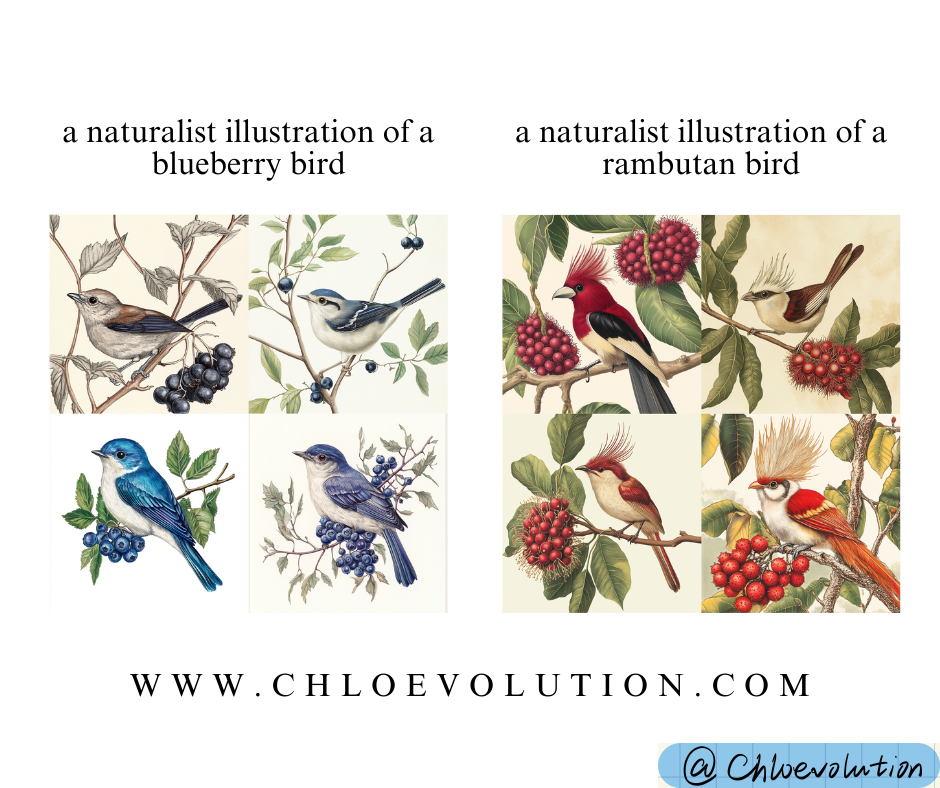 a naturalist illustration of a
blueberry bird
a naturalist illustration of a
rambutan bird
WWW.CHLOEVOLUTION.COM
@ Chloevolution